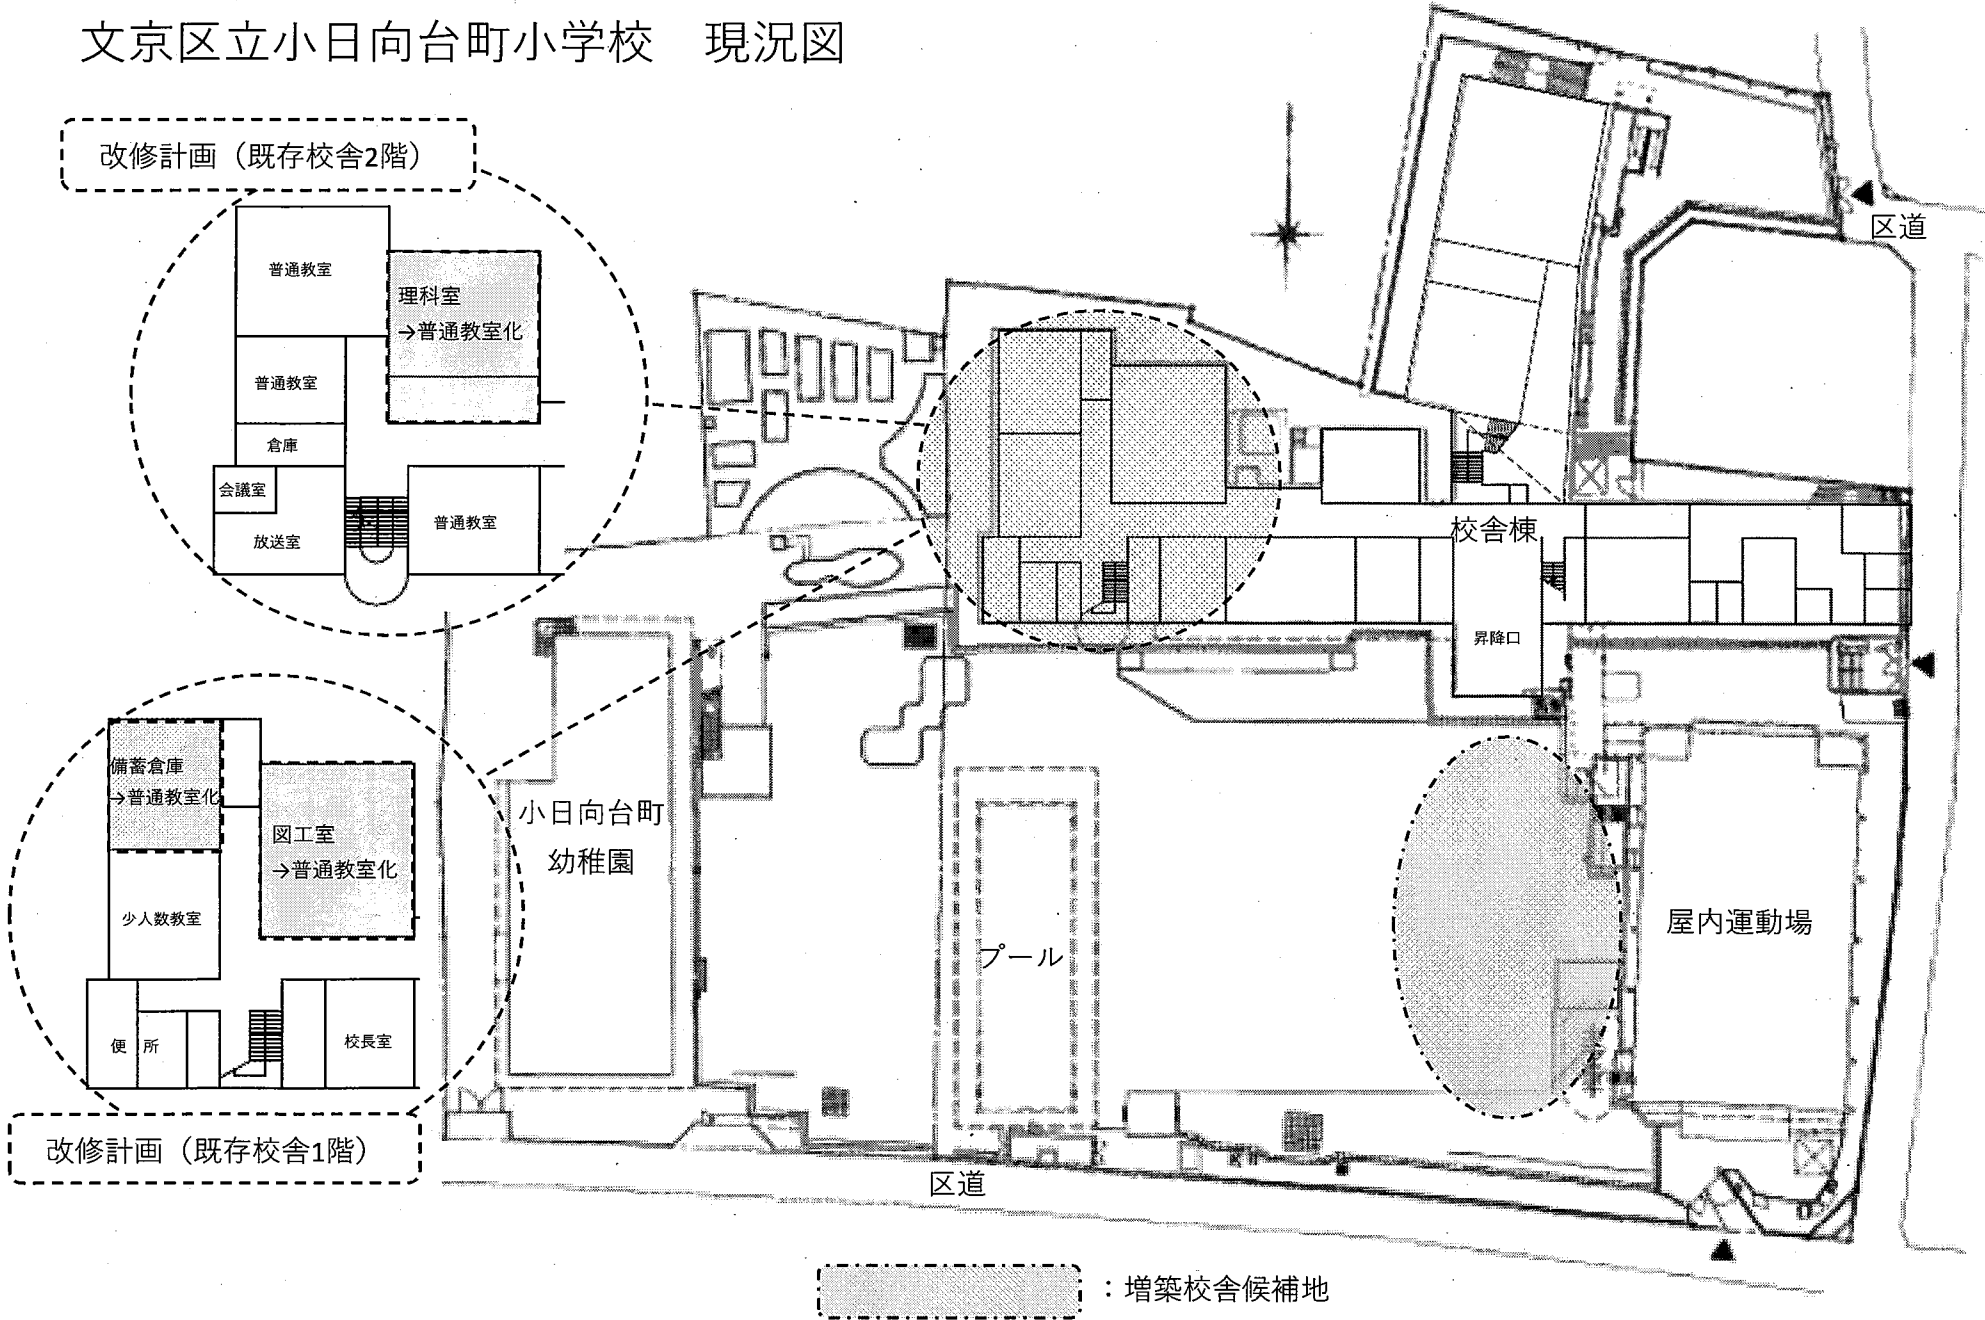 文京区立小日向台町小学校　現況図
改修計画（既存校舎2階）
普通教室
理科室
→普通教室化
普通教室
倉庫
会議室
放送室
普通教室
区道
校舎棟
昇降口
備蓄倉庫
→普通教室化
図工室
→普通教室化
少人数教室
便所
校長室
改修計画（既存校舎1階）
小日向台町
幼稚園
プール
屋内運動場
区道
：増築校舎候補地